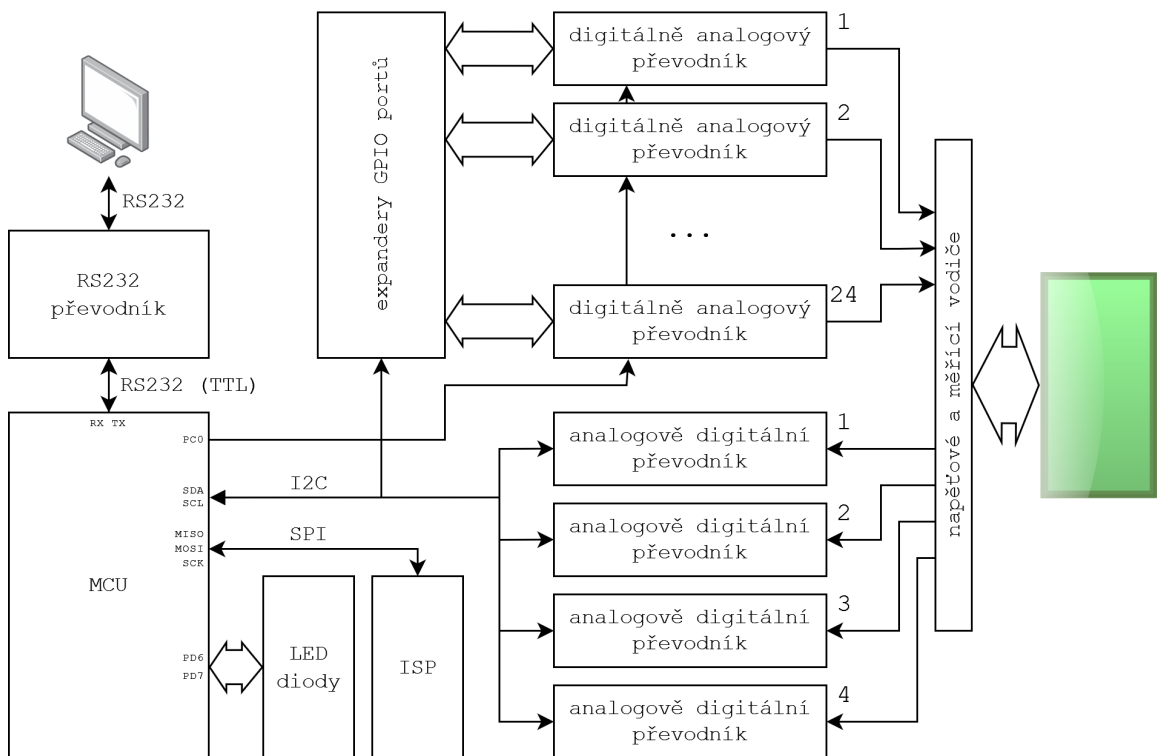 RS232
RS232
převodník
RS232 (TTL)
RX TX
PC0
SDA
SCL
MISO
MOSI
SCK
MCU
PD6
PD7
I2C
SPI
LED
diody
ISP
expandery GPIO portů
digitálně analogový
převodník
1
digitálně analogový
převodník
2
...
digitálně analogový
převodník
24
analogově digitální
převodník
1
analogově digitální
převodník
2
analogově digitální
převodník
3
analogově digitální
převodník
4
napěťové a měřící vodiče